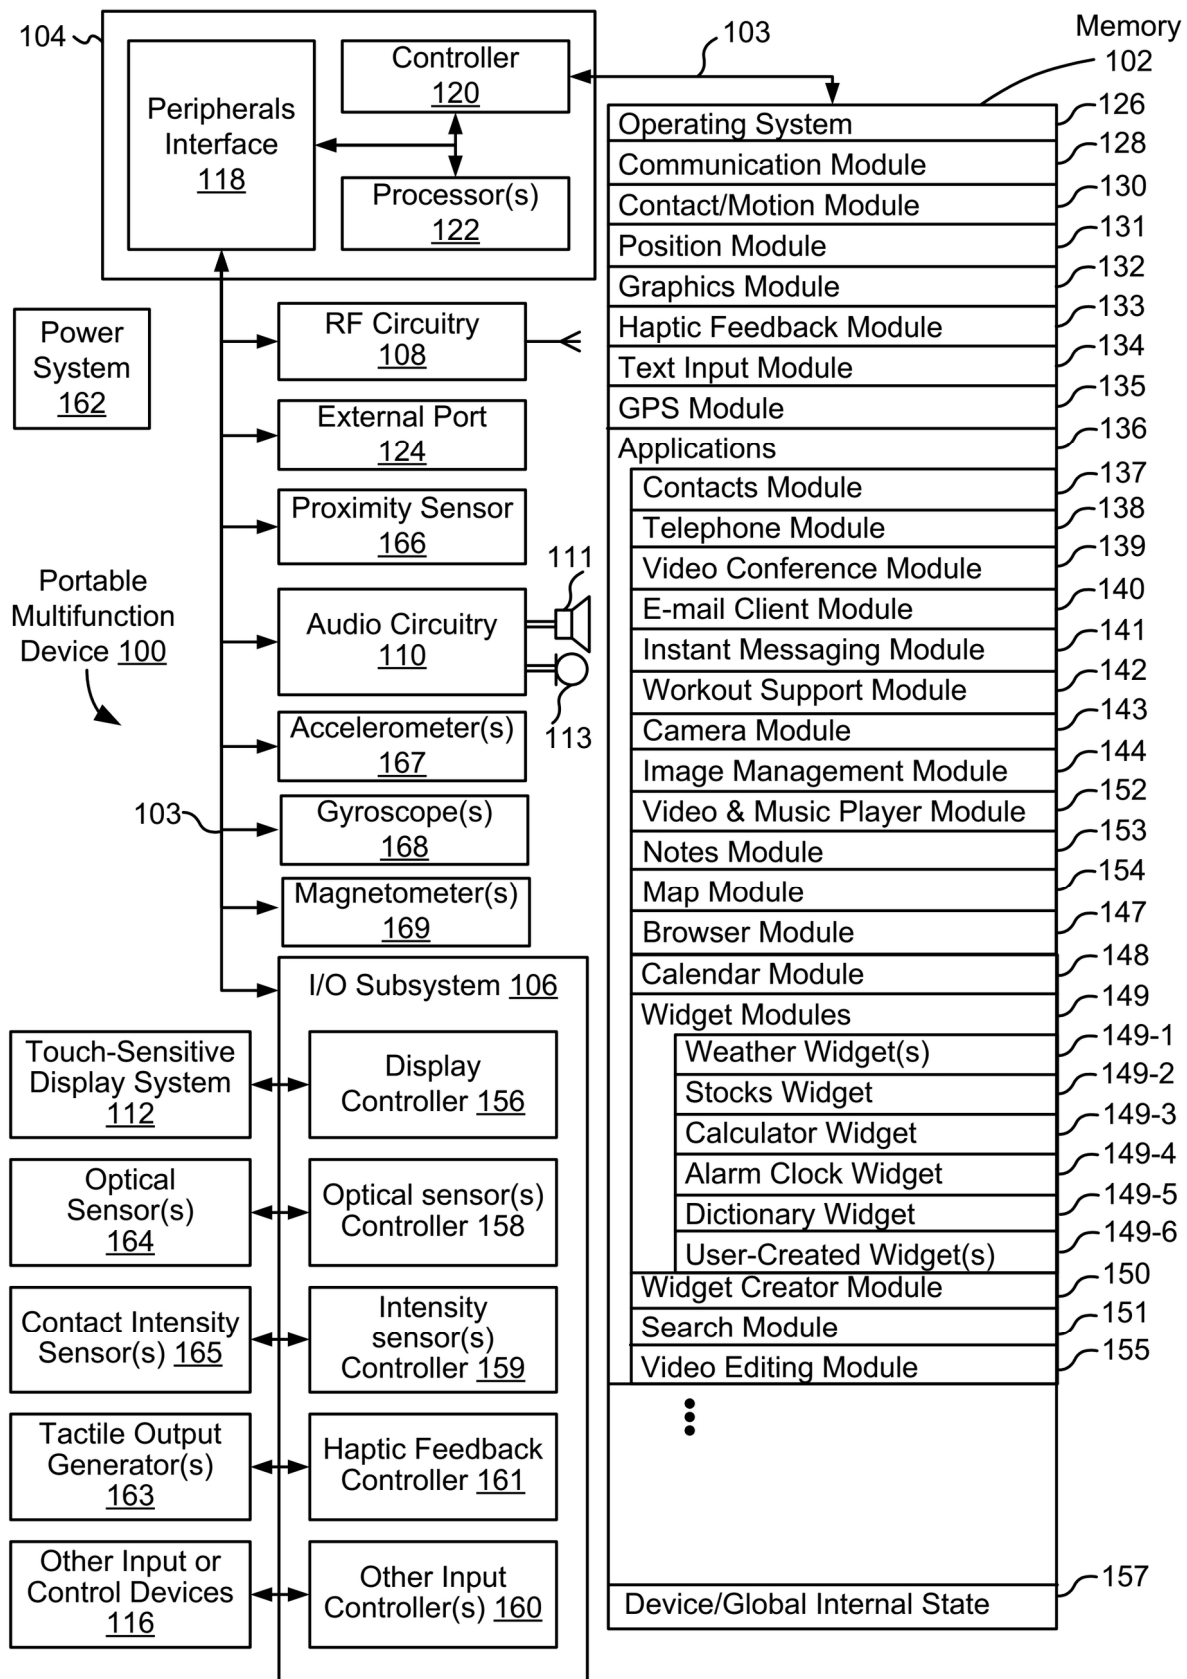 104
Controller
120
Peripherals
Interface
118
Processor(s)
122
103
Memory
102
Power
System
162
RF Circuitry
108
External Port
124
Proximity Sensor
166
Portable
Multifunction
Device 100
Audio Circuitry
110
111
113
Accelerometer(s)
167
103
Gyroscope(s)
168
Magnetometer(s)
169
I/O Subsystem 106
Touch-Sensitive
Display System
112
Display
Controller 156
Optical
Sensor(s)
164
Optical sensor(s)
Controller 158
Contact Intensity
Sensor(s) 165
Intensity
sensor(s)
Controller 159
Tactile Output
Generator(s)
163
Haptic Feedback
Controller 161
Other Input or
Control Devices
116
Other Input
Controller(s) 160
Operating System 126
Communication Module 128
Contact/Motion Module 130
Position Module 131
Graphics Module 132
Haptic Feedback Module 133
Text Input Module 134
GPS Module 135
Applications 136
Contacts Module 137
Telephone Module 138
Video Conference Module 139
E-mail Client Module 140
Instant Messaging Module 141
Workout Support Module 142
Camera Module 143
Image Management Module 144
Video & Music Player Module 152
Notes Module 153
Map Module 154
Browser Module 147
Calendar Module 148
Widget Modules 149
Weather Widget(s) 149-1
Stocks Widget 149-2
Calculator Widget 149-3
Alarm Clock Widget 149-4
Dictionary Widget 149-5
User-Created Widget(s) 149-6
Widget Creator Module 150
Search Module 151
Video Editing Module 155
Device/Global Internal State 157